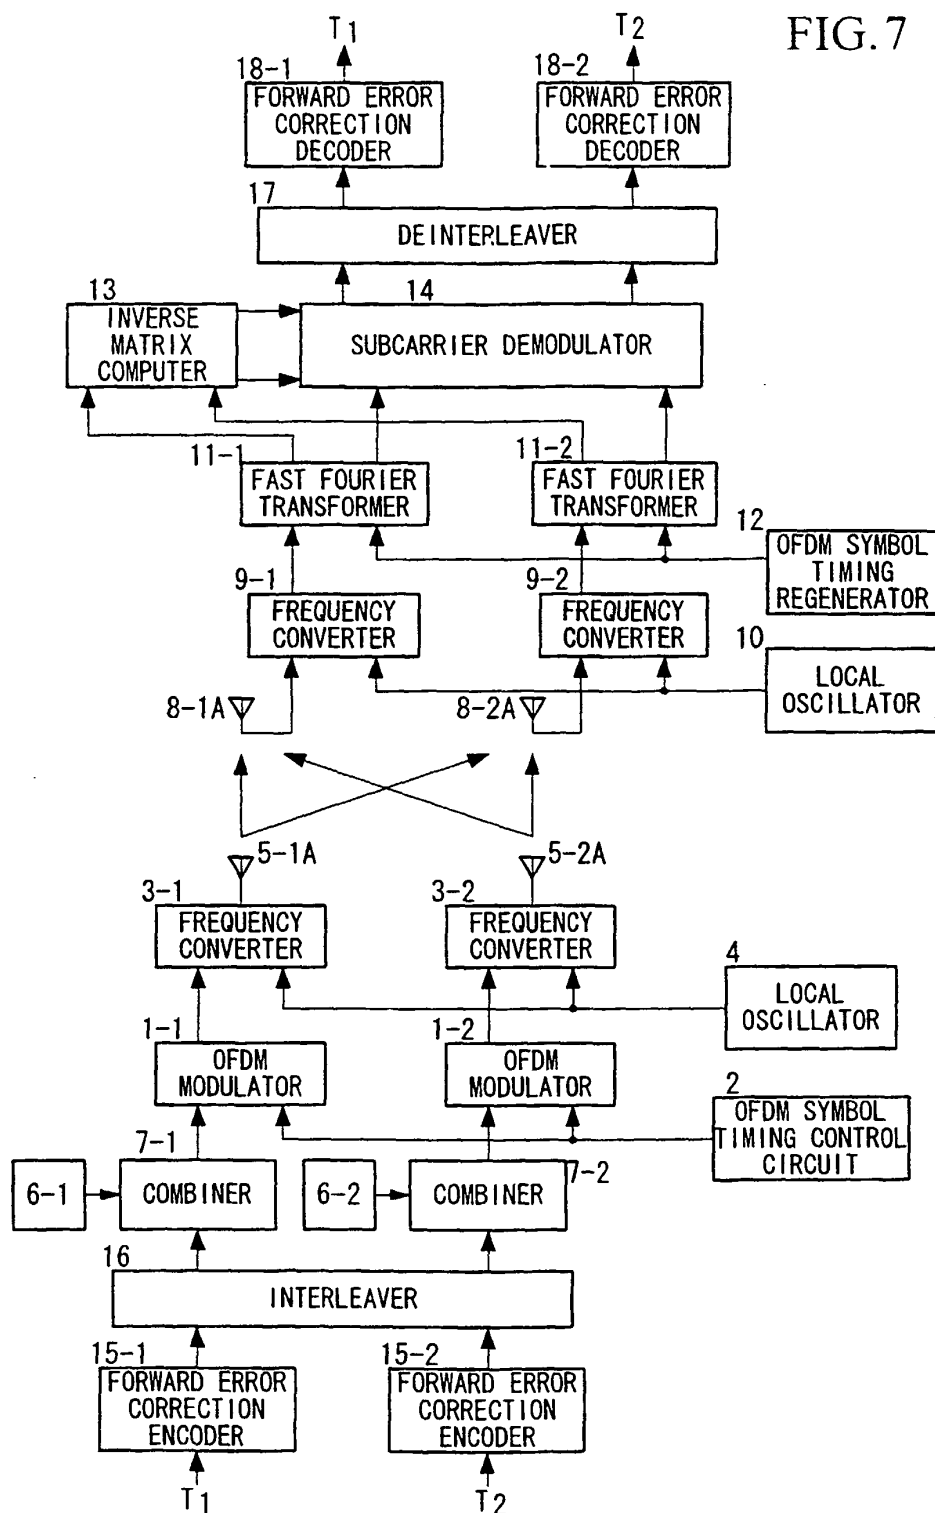 FIG. 7
T1 T2
18-1 18-2
FORWARD ERROR
CORRECTION
DECODER
FORWARD ERROR
CORRECTION
DECODER
17
DEINTERLEAVER
13
INVERSE
MATRIX
COMPUTER
14
SUBCARRIER DEMODULATOR
11-1
FAST FOURIER
TRANSFORMER
11-2
FAST FOURIER
TRANSFORMER
12
OFDM SYMBOL
TIMING
REGENERATOR
9-1
FREQUENCY
CONVERTER
9-2
FREQUENCY
CONVERTER
10
LOCAL
OSCILLATOR
8-1A 8-2A
5-1A 5-2A
3-1
FREQUENCY
CONVERTER
3-2
FREQUENCY
CONVERTER
4
LOCAL
OSCILLATOR
1-1
OFDM
MODULATOR
1-2
OFDM
MODULATOR
2
OFDM SYMBOL
TIMING CONTROL
CIRCUIT
7-1
6-1
COMBINER
6-2
COMBINER
7-2
16
INTERLEAVER
15-1
FORWARD ERROR
CORRECTION
ENCODER
15-2
FORWARD ERROR
CORRECTION
ENCODER
T1 T2